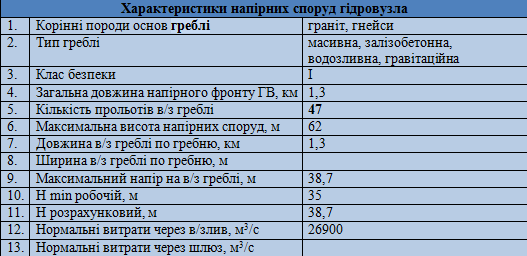 Характеристики напірних споруд гідровузла
1. Корінні породи основ греблі граніт, гнейси
2. Тип греблі масивна, залізобетонна,
водозливна, гравітаційна
3. Клас безпеки І
4. Загальна довжина напірного фронту ГВ, км 1,3
5. Кількість прольотів в/з греблі 47
6. Максимальна висота напірних споруд, м 62
7. Довжина в/з греблі по гребню, км 1,3
8. Ширина в/з греблі по гребню, м
9. Максимальний напір на в/з греблі, м 38,7
10. Н min робочій, м 35
11. Н розрахунковий, м 38,7
12. Нормальні витрати через в/злив, м³/с 26900
13. Нормальні витрати через шлюз, м³/с